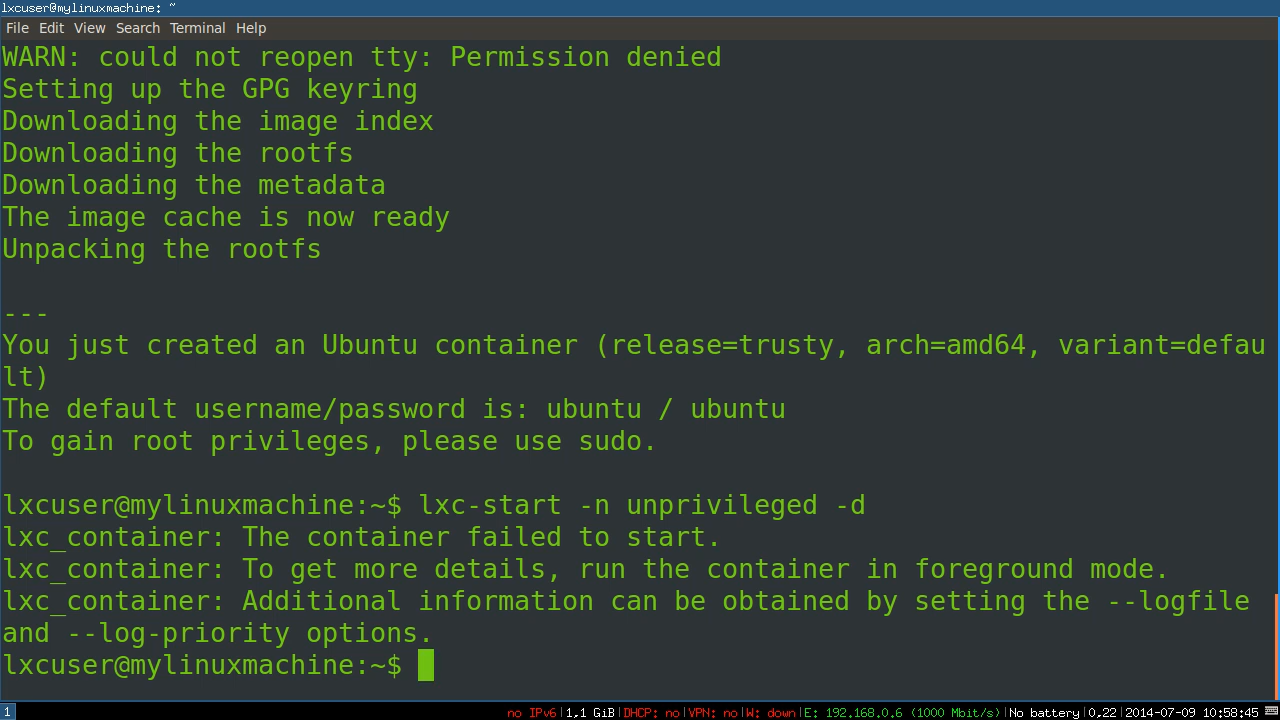 lxcuser@mylinuxmachine: ~
File Edit View Search Terminal Help
WARN: could not reopen tty: Permission denied
Setting up the GPG keyring
Downloading the image index
Downloading the rootfs
Downloading the metadata
The image cache is now ready
Unpacking the rootfs
---
You just created an Ubuntu container (release=trusty, arch=amd64, variant=defau
lt)
The default username/password is: ubuntu / ubuntu
To gain root privileges, please use sudo.
lxcuser@mylinuxmachine:~$ lxc-start -n unprivileged -d
lxc_container: The container failed to start.
lxc_container: To get more details, run the container in foreground mode.
lxc_container: Additional information can be obtained by setting the --logfile
and --log-priority options.
lxcuser@mylinuxmachine:~$
1 no IPv6|1,1 GiB|DHCP: no|VPN: no|W: down|E: 192.168.0.6 (1000 Mbit/s)|No battery|0.22|2014-07-09 10:58:45